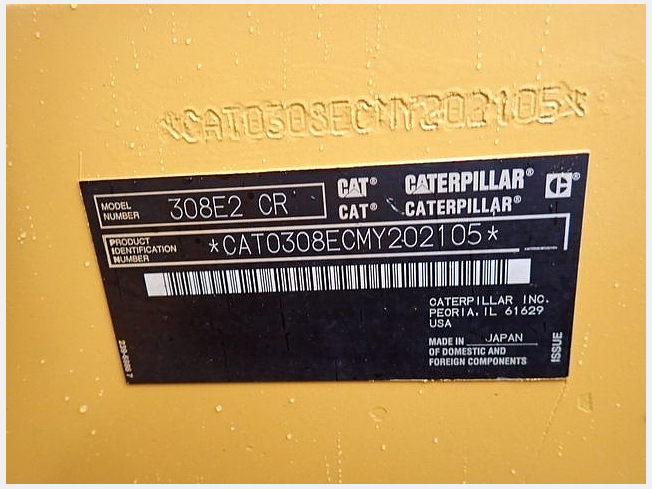 *CAT0308ECMY202105*
MODEL NUMBER 308E2 CR
CAT® CATERPILLAR®
CAT® CATERPILLAR®
PRODUCT IDENTIFICATION NUMBER *CAT0308ECMY202105*
CATERPILLAR INC.
PEORIA, IL 61629
USA
MADE IN JAPAN
OF DOMESTIC AND
FOREIGN COMPONENTS
ISSUE